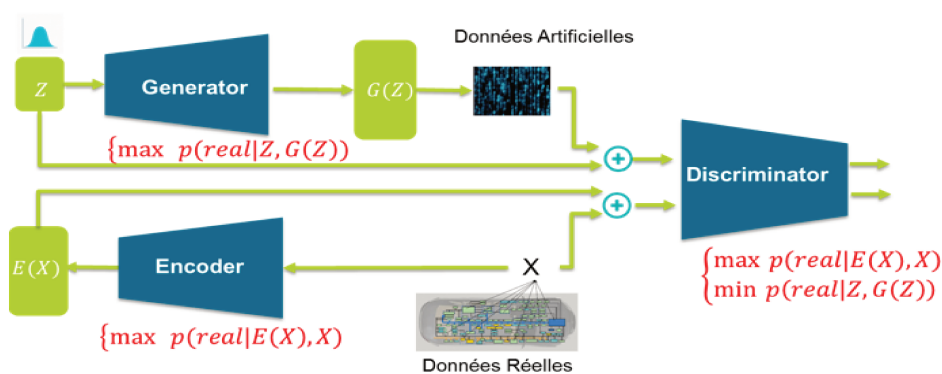 Données Artificielles
Z
Generator
G(Z)
{max p(real|Z, G(Z))
+
Discriminator
+
E(X)
Encoder
X
{max p(real|E(X), X)
{min p(real|Z, G(Z))
{max p(real|E(X), X)
Données Réelles